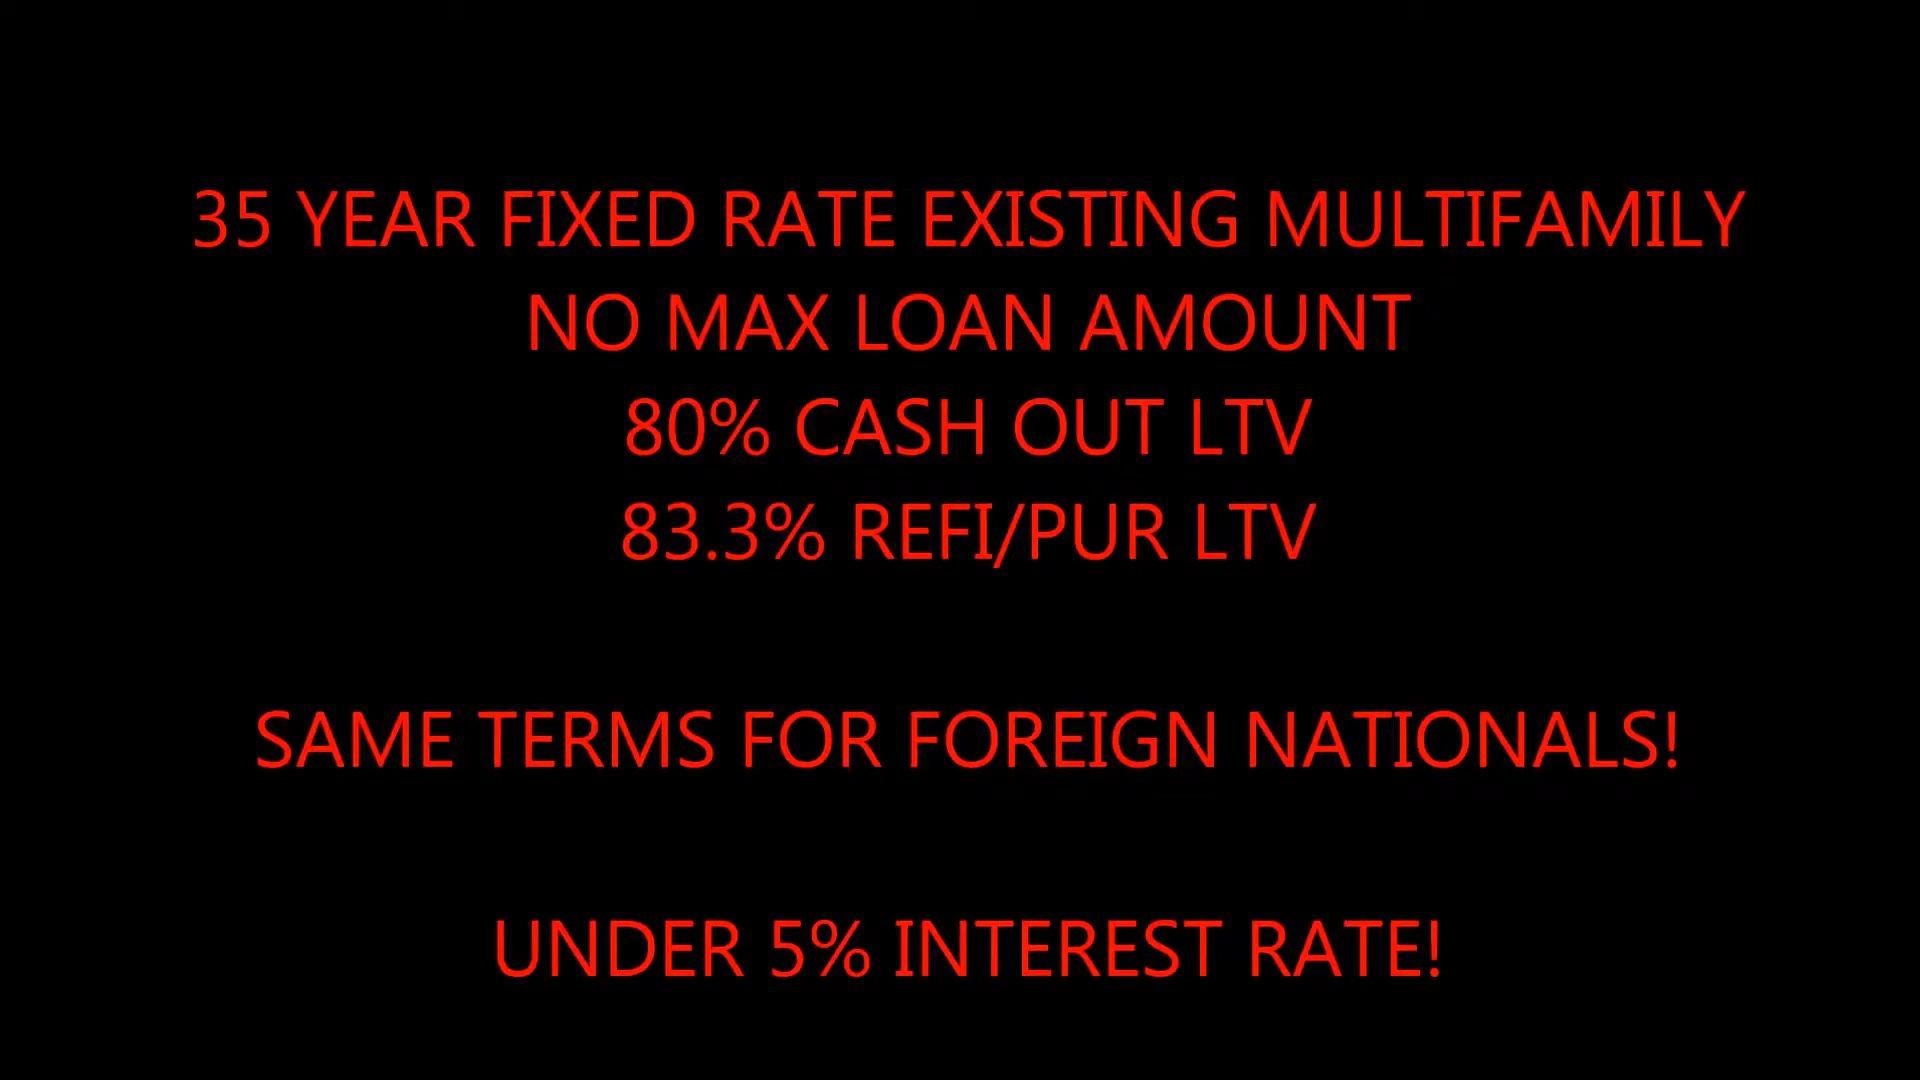 35 YEAR FIXED RATE EXISTING MULTIFAMILY
NO MAX LOAN AMOUNT
80% CASH OUT LTV
83.3% REFI/PUR LTV
SAME TERMS FOR FOREIGN NATIONALS!
UNDER 5% INTEREST RATE!